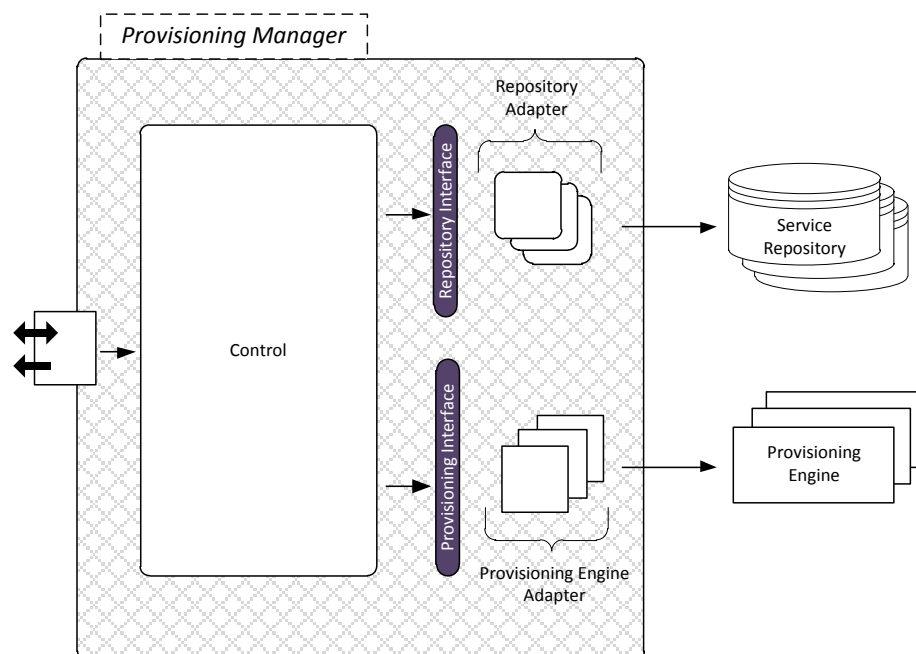 Provisioning Manager
Repository
Adapter
Repository Interface
Service
Repository
Control
Provisioning Interface
Provisioning
Engine
Provisioning Engine
Adapter